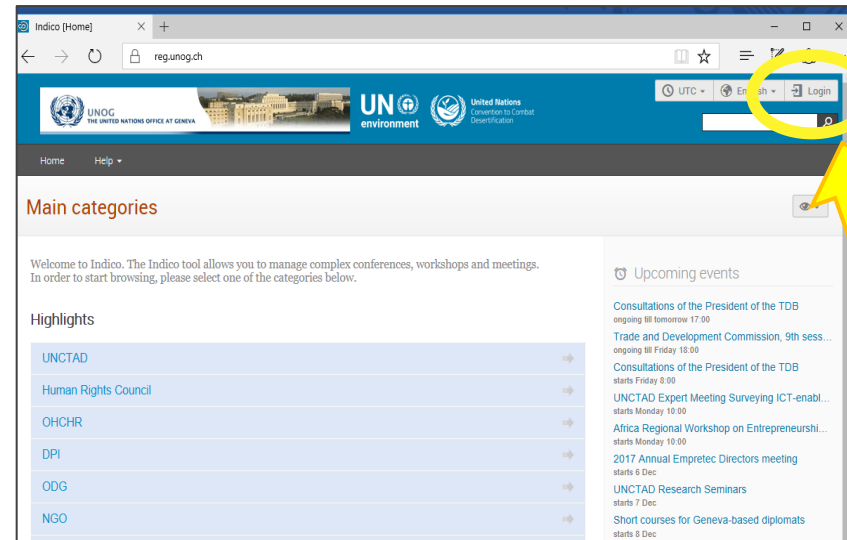 Indico [Home]
reg.unog.ch
UTC
Login
UNOG
THE UNITED NATIONS OFFICE AT GENEVA
UN
environment
United Nations
Convention to Combat
Desertification
Home Help
Main categories
Welcome to Indico. The Indico tool allows you to manage complex conferences, workshops and meetings.
In order to start browsing, please select one of the categories below.
Highlights
UNCTAD
Human Rights Council
OHCHR
DPI
ODG
NGO
Upcoming events
Consultations of the President of the TDB
ongoing till tomorrow 17:00
Trade and Development Commission, 9th sess...
ongoing till Friday 18:00
Consultations of the President of the TDB
starts Friday 8:00
UNCTAD Expert Meeting Surveying ICT-enabl...
starts Monday 10:00
Africa Regional Workshop on Entrepreneurshi...
starts Monday 10:00
2017 Annual Empretec Directors meeting
starts 6 Dec
UNCTAD Research Seminars
starts 7 Dec
Short courses for Geneva-based diplomats
starts 8 Dec